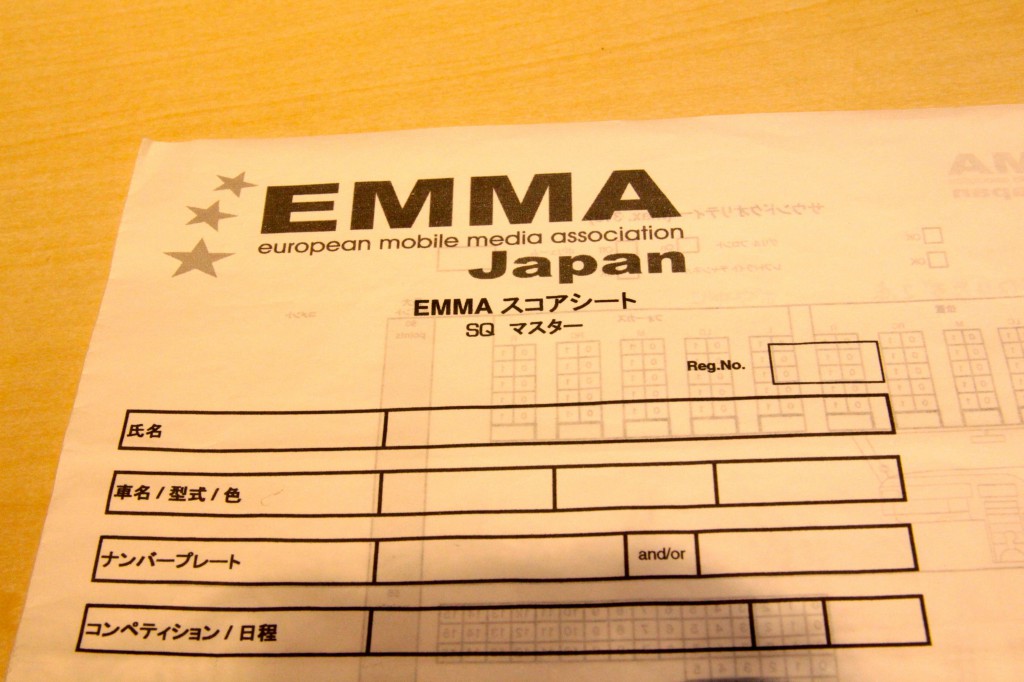 EMMA
european mobile media association
Japan
EMMA スコアシート
SQ マスター
Reg.No.
氏名
車名 / 型式 / 色
ナンバープレート and/or
コンペティション / 日程